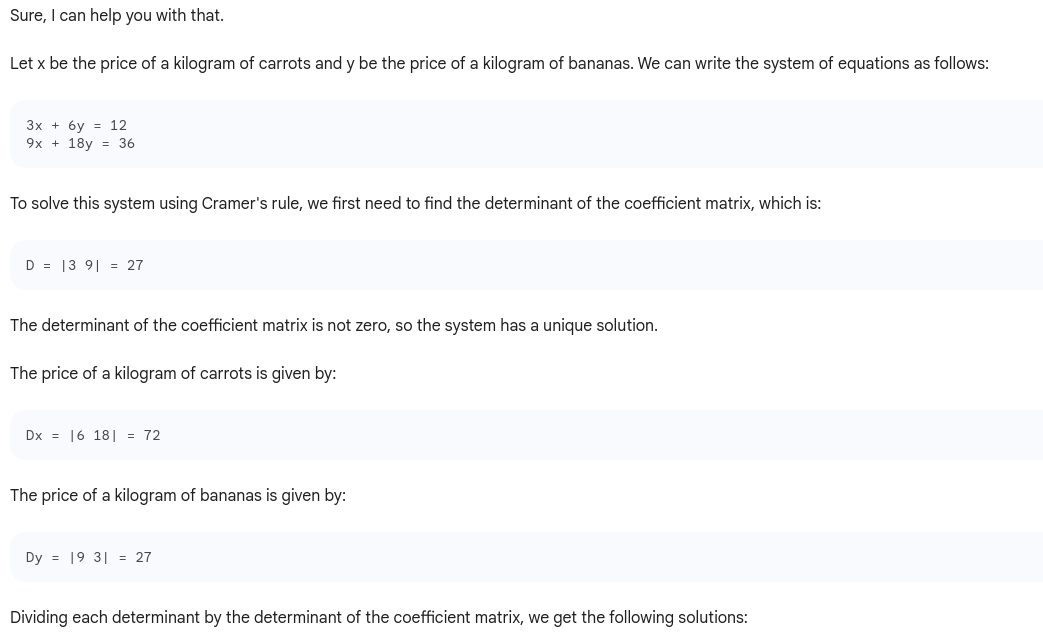 Sure, I can help you with that.
Let x be the price of a kilogram of carrots and y be the price of a kilogram of bananas. We can write the system of equations as follows:
3x + 6y = 12
9x + 18y = 36
To solve this system using Cramer's rule, we first need to find the determinant of the coefficient matrix, which is:
D = |3 9| = 27
The determinant of the coefficient matrix is not zero, so the system has a unique solution.
The price of a kilogram of carrots is given by:
Dx = |6 18| = 72
The price of a kilogram of bananas is given by:
Dy = |9 3| = 27
Dividing each determinant by the determinant of the coefficient matrix, we get the following solutions: